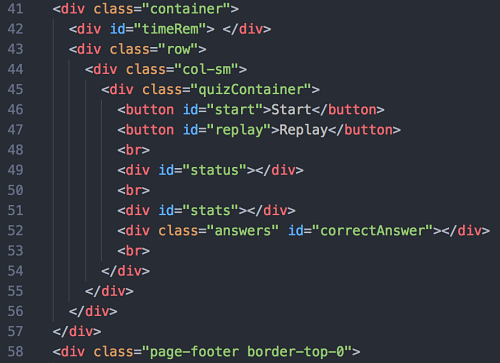 41 <div class="container">
42 <div id="timeRem"> </div>
43 <div class="row">
44 <div class="col-sm">
45 <div class="quizContainer">
46 <button id="start">Start</button>
47 <button id="replay">Replay</button>
48 <br>
49 <div id="status"></div>
50 <br>
51 <div id="stats"></div>
52 <div class="answers" id="correctAnswer"></div>
53 <br>
54 </div>
55 </div>
56 </div>
57 </div>
58 <div class="page-footer border-top-0">